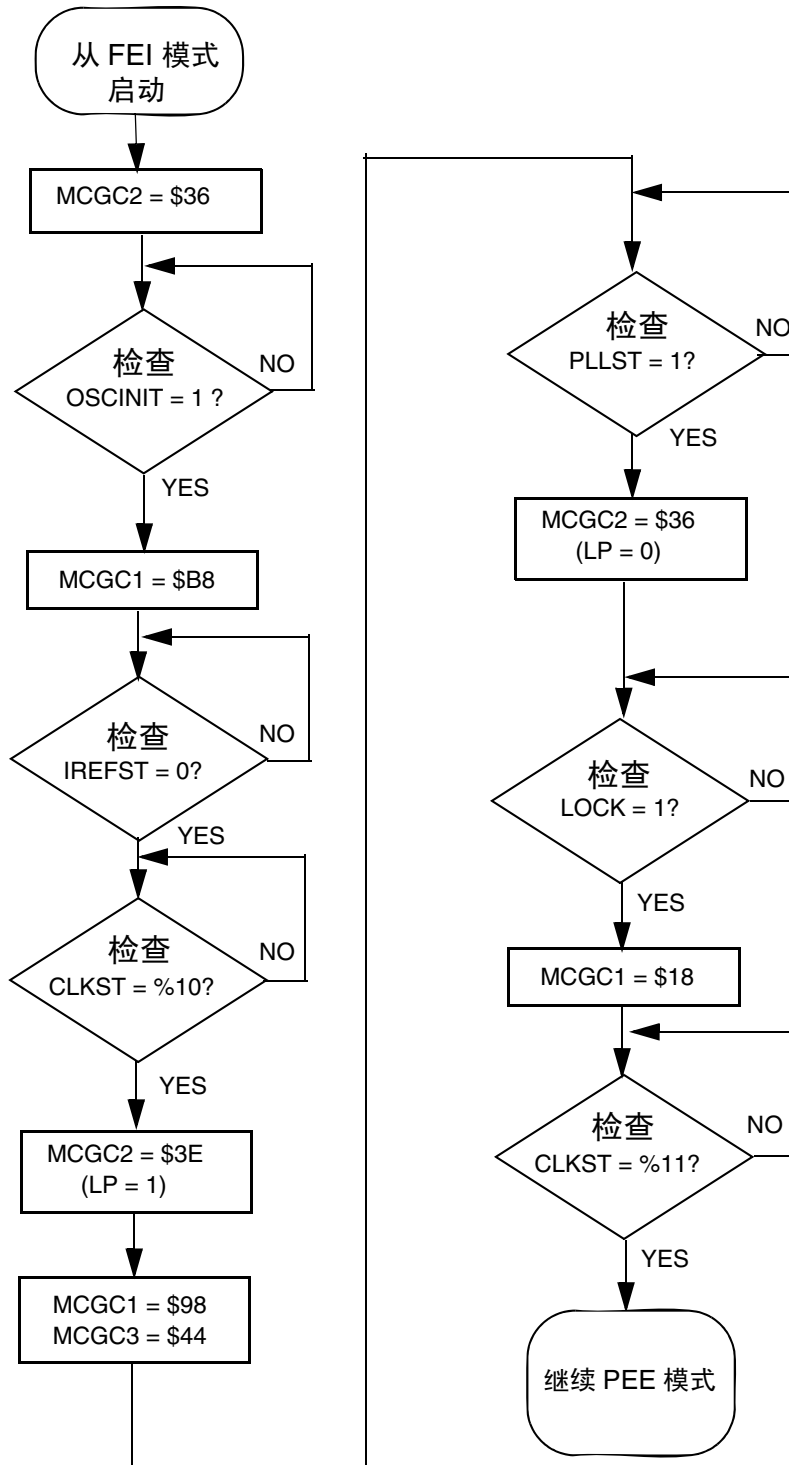 从 FEI 模式
启动
MCGC2 = $36
检查
OSCINIT = 1 ?
NO
YES
MCGC1 = $B8
检查
IREFST = 0?
NO
YES
检查
CLKST = %10?
NO
YES
MCGC2 = $3E
(LP = 1)
MCGC1 = $98
MCGC3 = $44
检查
PLLST = 1?
NO
YES
MCGC2 = $36
(LP = 0)
检查
LOCK = 1?
NO
YES
MCGC1 = $18
检查
CLKST = %11?
NO
YES
继续 PEE 模式